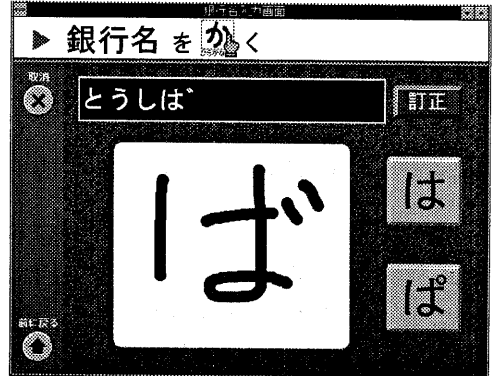 銀行名入力画面
▶ 銀行名 を か く
ひらがな
取消
とうしば
訂正
ば
は
ぱ
前に戻る